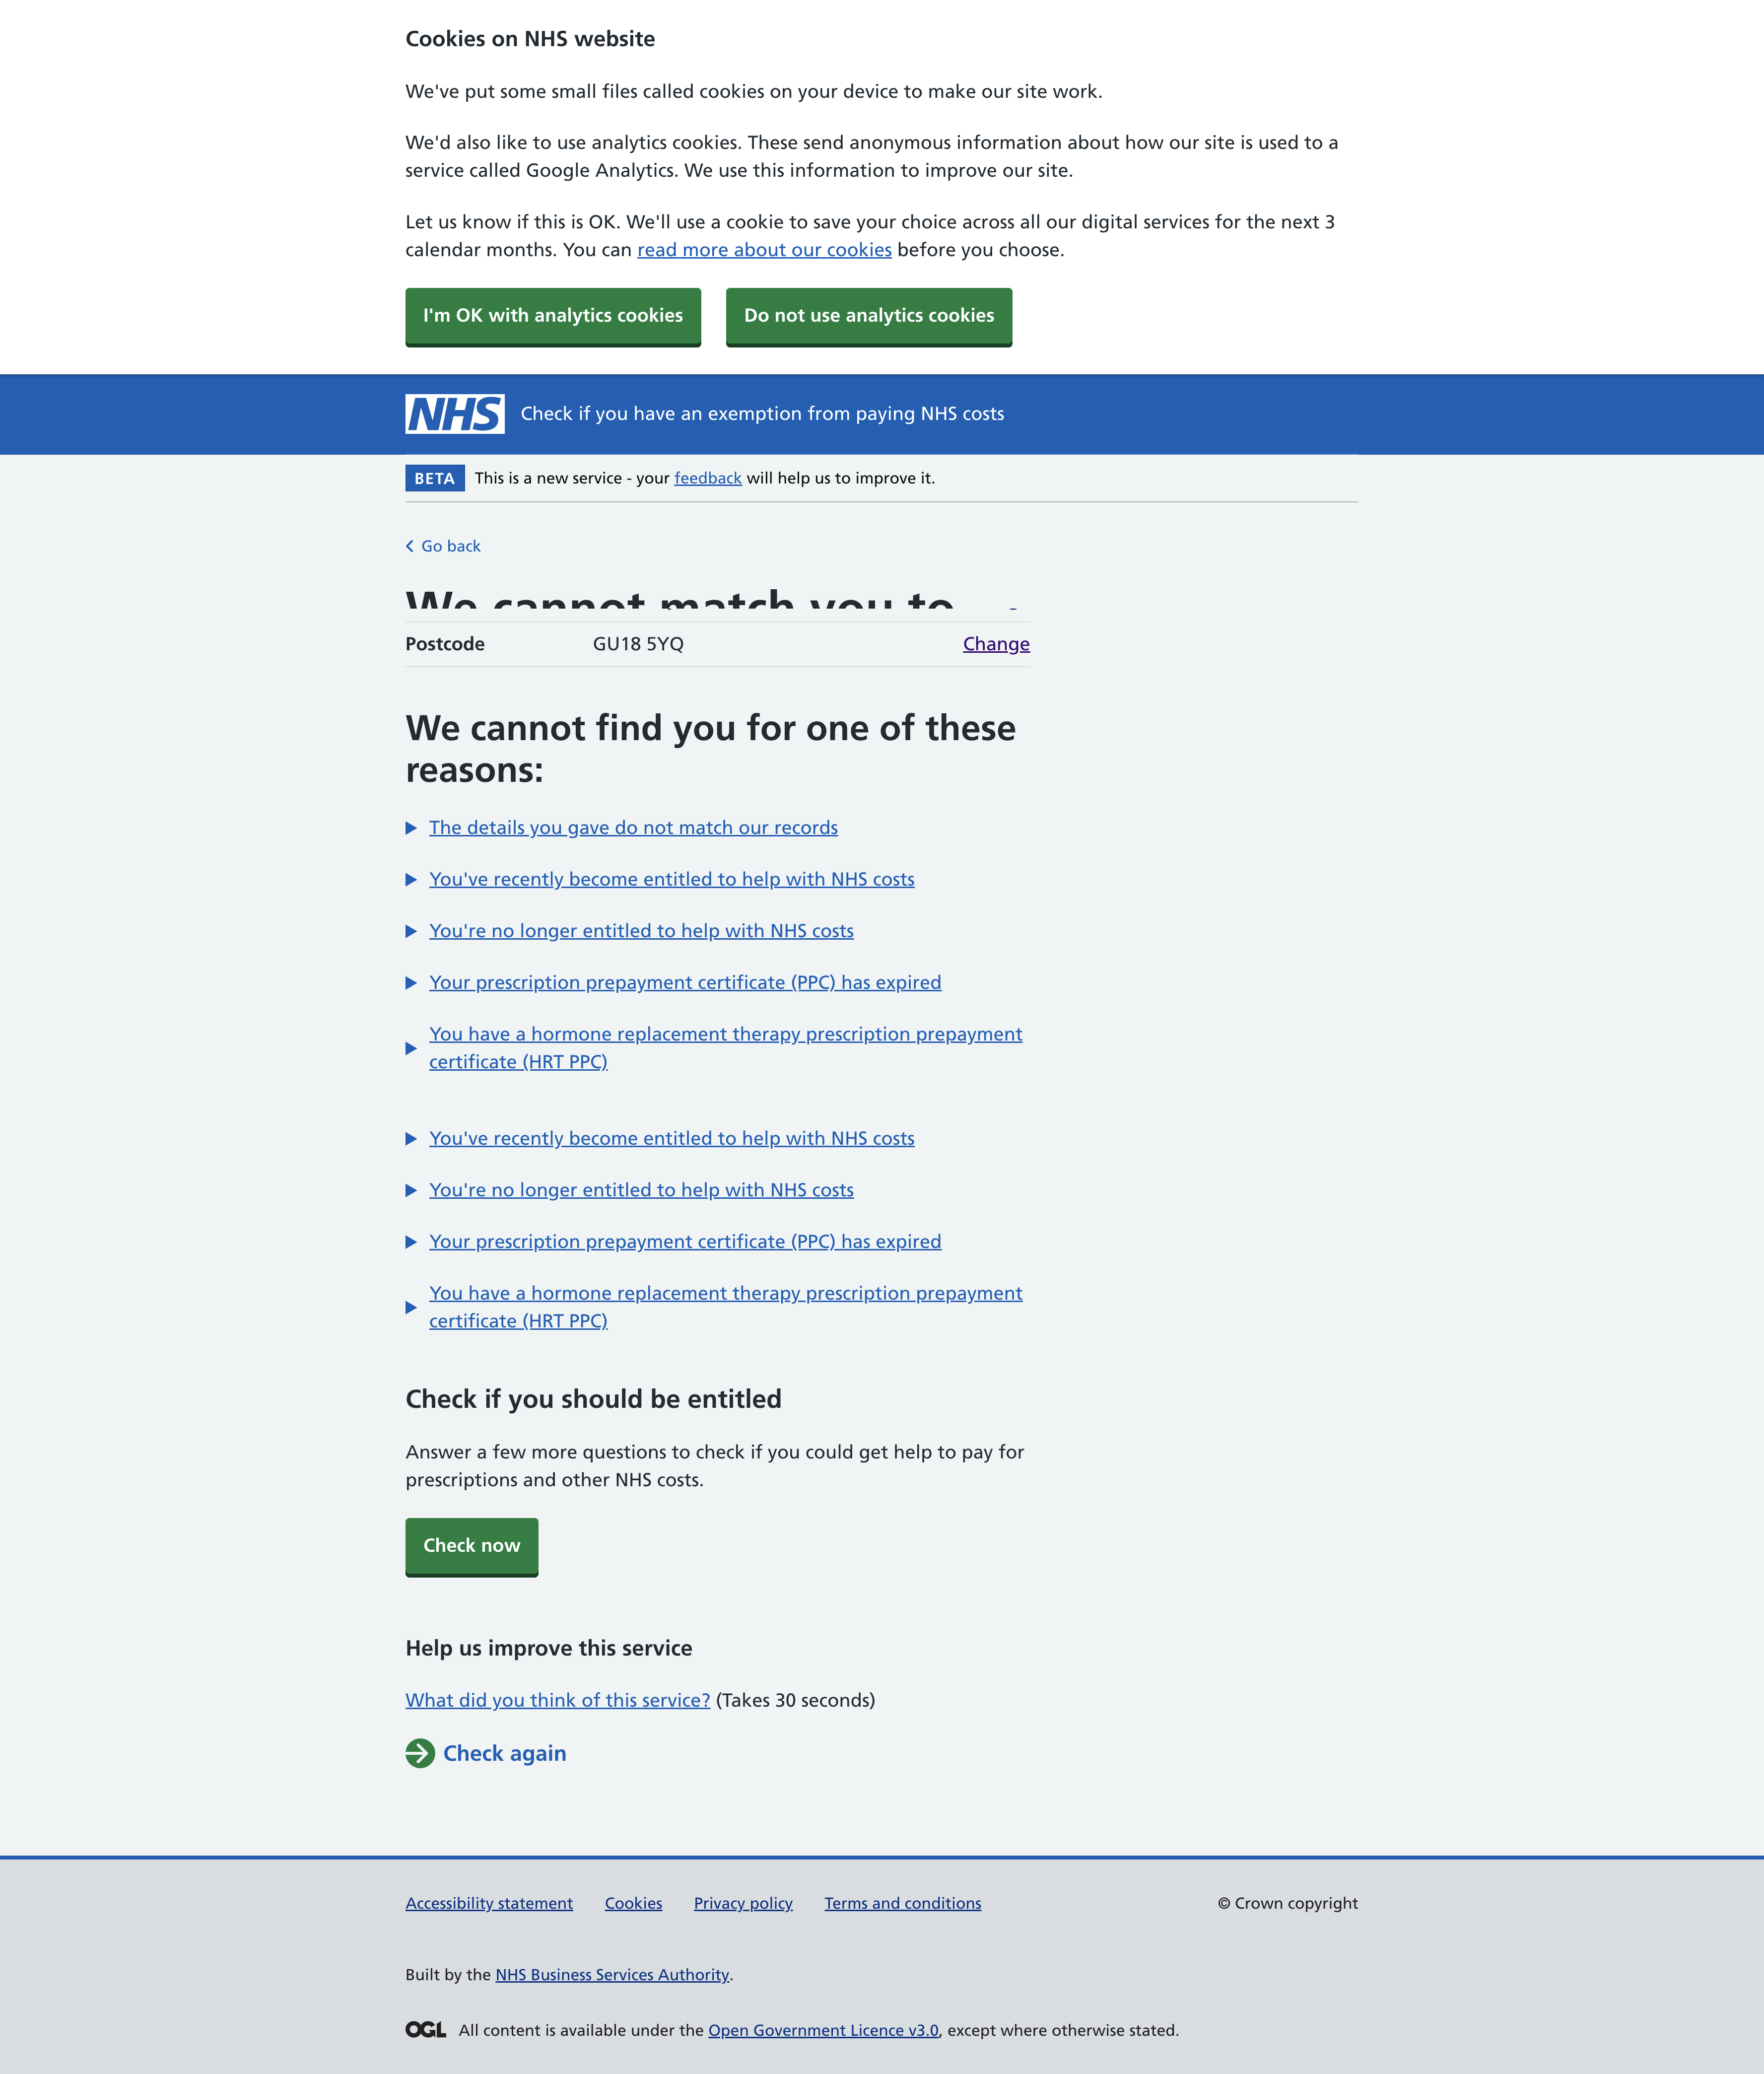 Cookies on NHS website
We've put some small files called cookies on your device to make our site work.
We'd also like to use analytics cookies. These send anonymous information about how our site is used to a
service called Google Analytics. We use this information to improve our site.
Let us know if this is OK. We'll use a cookie to save your choice across all our digital services for the next 3
calendar months. You can read more about our cookies before you choose.
I'm OK with analytics cookies
Do not use analytics cookies
NHS Check if you have an exemption from paying NHS costs
BETA This is a new service - your feedback will help us to improve it.
Go back
We cannot match you to
Postcode GU18 5YQ Change
We cannot find you for one of these
reasons:
The details you gave do not match our records
You've recently become entitled to help with NHS costs
You're no longer entitled to help with NHS costs
Your prescription prepayment certificate (PPC) has expired
You have a hormone replacement therapy prescription prepayment
certificate (HRT PPC)
You've recently become entitled to help with NHS costs
You're no longer entitled to help with NHS costs
Your prescription prepayment certificate (PPC) has expired
You have a hormone replacement therapy prescription prepayment
certificate (HRT PPC)
Check if you should be entitled
Answer a few more questions to check if you could get help to pay for
prescriptions and other NHS costs.
Check now
Help us improve this service
What did you think of this service? (Takes 30 seconds)
Check again
Accessibility statement Cookies Privacy policy Terms and conditions © Crown copyright
Built by the NHS Business Services Authority.
OGL All content is available under the Open Government Licence v3.0, except where otherwise stated.